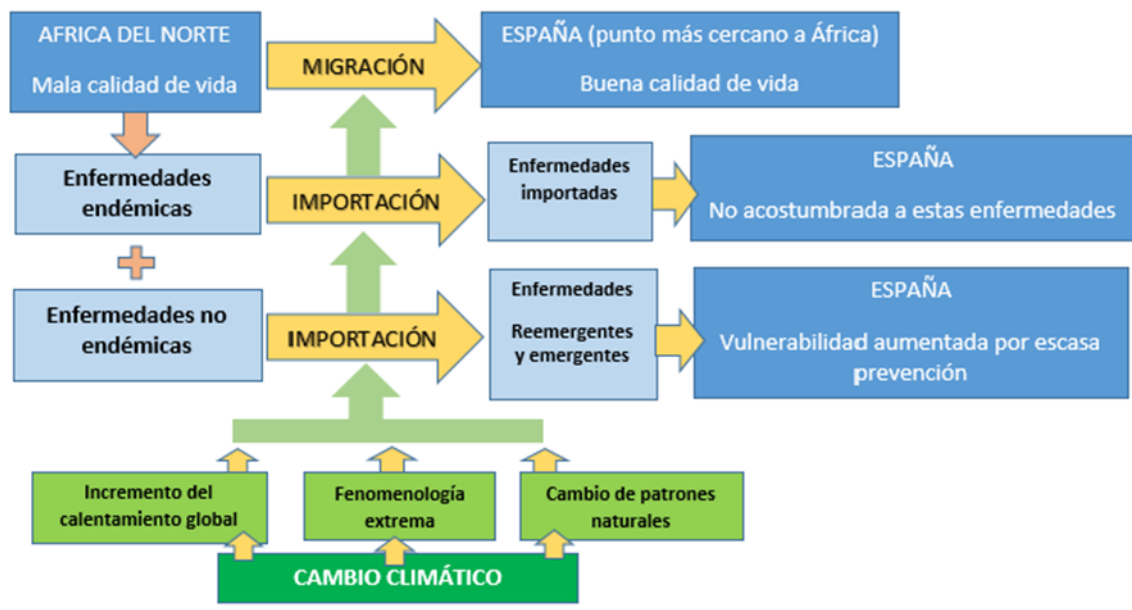 AFRICA DEL NORTE
Mala calidad de vida
MIGRACIÓN
ESPAÑA (punto más cercano a África)
Buena calidad de vida
Enfermedades
endémicas
IMPORTACIÓN
Enfermedades
importadas
ESPAÑA
No acostumbrada a estas enfermedades
Enfermedades no
endémicas
IMPORTACIÓN
Enfermedades
Reemergentes
y emergentes
ESPAÑA
Vulnerabilidad aumentada por escasa
prevención
Incremento del
calentamiento global
Fenomenología
extrema
Cambio de patrones
naturales
CAMBIO CLIMÁTICO